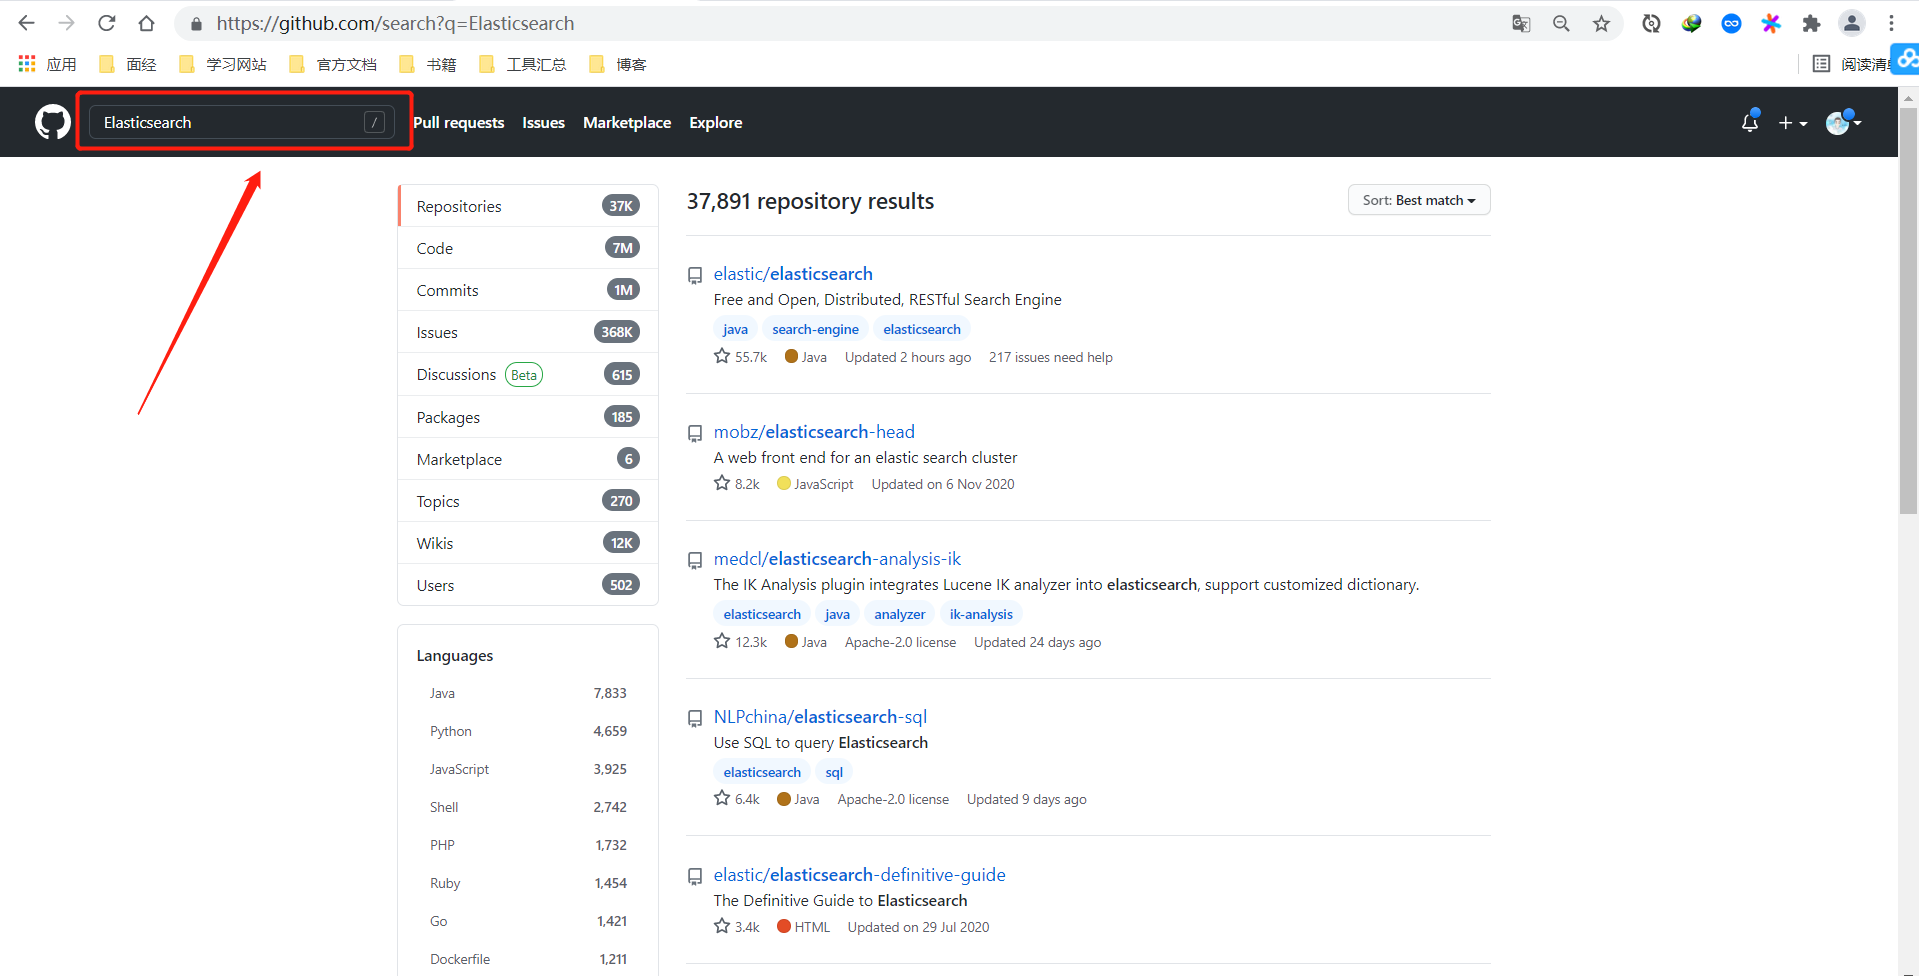 https://github.com/search?q=Elasticsearch
应用 面经 学习网站 官方文档 书籍 工具汇总 博客 阅读清单
Elasticsearch / Pull requests Issues Marketplace Explore
Repositories 37K
Code 7M
Commits 1M
Issues 368K
Discussions Beta 615
Packages 185
Marketplace 6
Topics 270
Wikis 12K
Users 502
Languages
Java 7,833
Python 4,659
JavaScript 3,925
Shell 2,742
PHP 1,732
Ruby 1,454
Go 1,421
Dockerfile 1,211
37,891 repository results
Sort: Best match
elastic/elasticsearch
Free and Open, Distributed, RESTful Search Engine
java search-engine elasticsearch
55.7k Java Updated 2 hours ago 217 issues need help
mobz/elasticsearch-head
A web front end for an elastic search cluster
8.2k JavaScript Updated on 6 Nov 2020
medcl/elasticsearch-analysis-ik
The IK Analysis plugin integrates Lucene IK analyzer into elasticsearch, support customized dictionary.
elasticsearch java analyzer ik-analysis
12.3k Java Apache-2.0 license Updated 24 days ago
NLPchina/elasticsearch-sql
Use SQL to query Elasticsearch
elasticsearch sql
6.4k Java Apache-2.0 license Updated 9 days ago
elastic/elasticsearch-definitive-guide
The Definitive Guide to Elasticsearch
3.4k HTML Updated on 29 Jul 2020